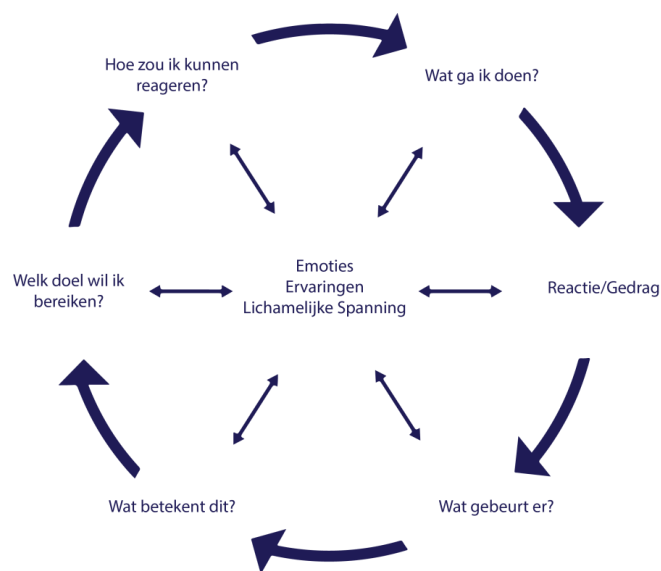 Hoe zou ik kunnen
reageren?
Wat ga ik doen?
Welk doel wil ik
bereiken?
Emoties
Ervaringen
Lichamelijke Spanning
Reactie/Gedrag
Wat betekent dit?
Wat gebeurt er?